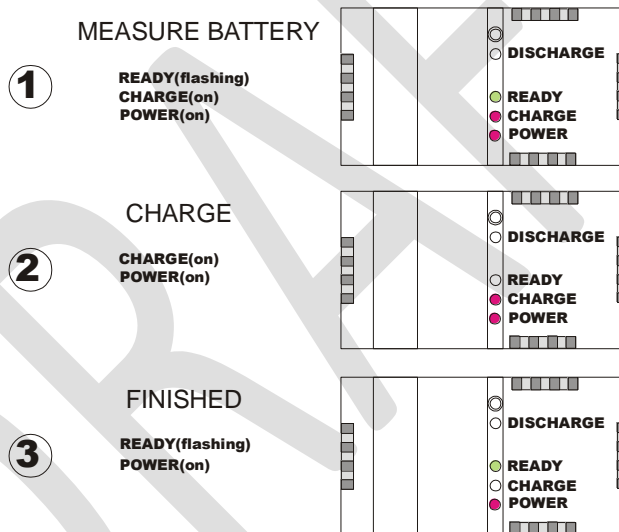 MEASURE BATTERY
1
READY(flashing)
CHARGE(on)
POWER(on)
DISCHARGE
READY
CHARGE
POWER
CHARGE
2
CHARGE(on)
POWER(on)
DISCHARGE
READY
CHARGE
POWER
FINISHED
3
READY(flashing)
POWER(on)
DISCHARGE
READY
CHARGE
POWER